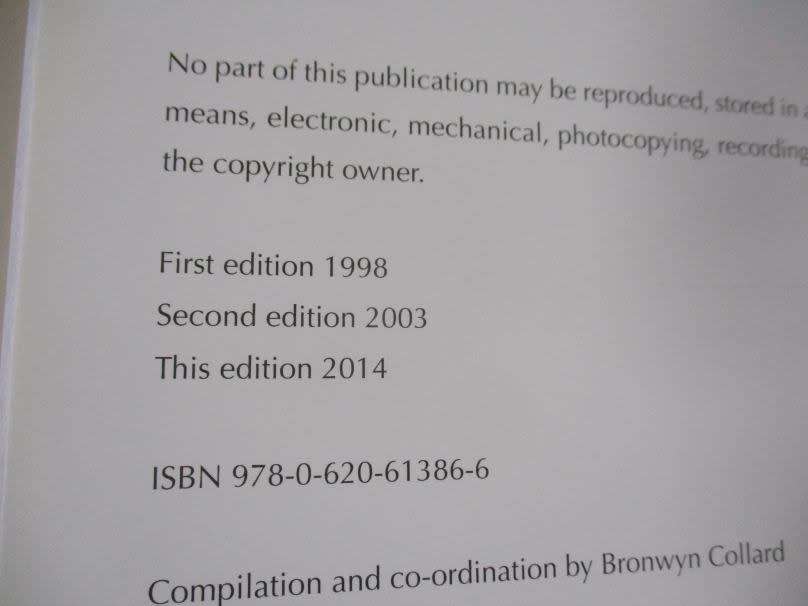 No part of this publication may be reproduced, stored in a
means, electronic, mechanical, photocopying, recording
the copyright owner.
First edition 1998
Second edition 2003
This edition 2014
ISBN 978-0-620-61386-6
Compilation and co-ordination by Bronwyn Collard